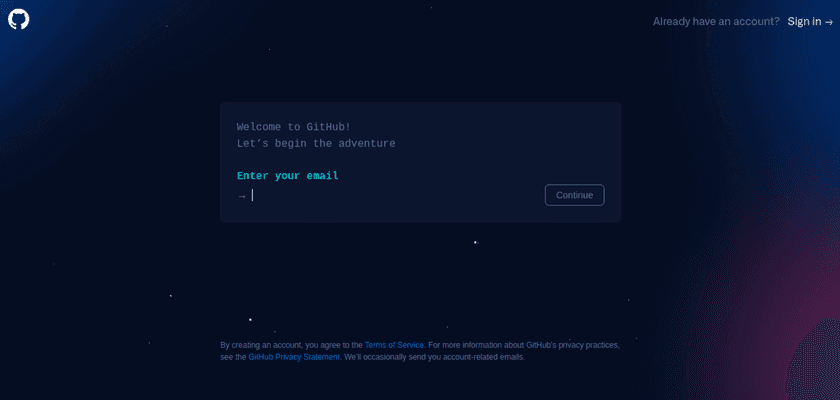 Already have an account? Sign in →
Welcome to GitHub!
Let's begin the adventure
Enter your email
→
Continue
By creating an account, you agree to the Terms of Service. For more information about GitHub's privacy practices,
see the GitHub Privacy Statement. We'll occasionally send you account-related emails.